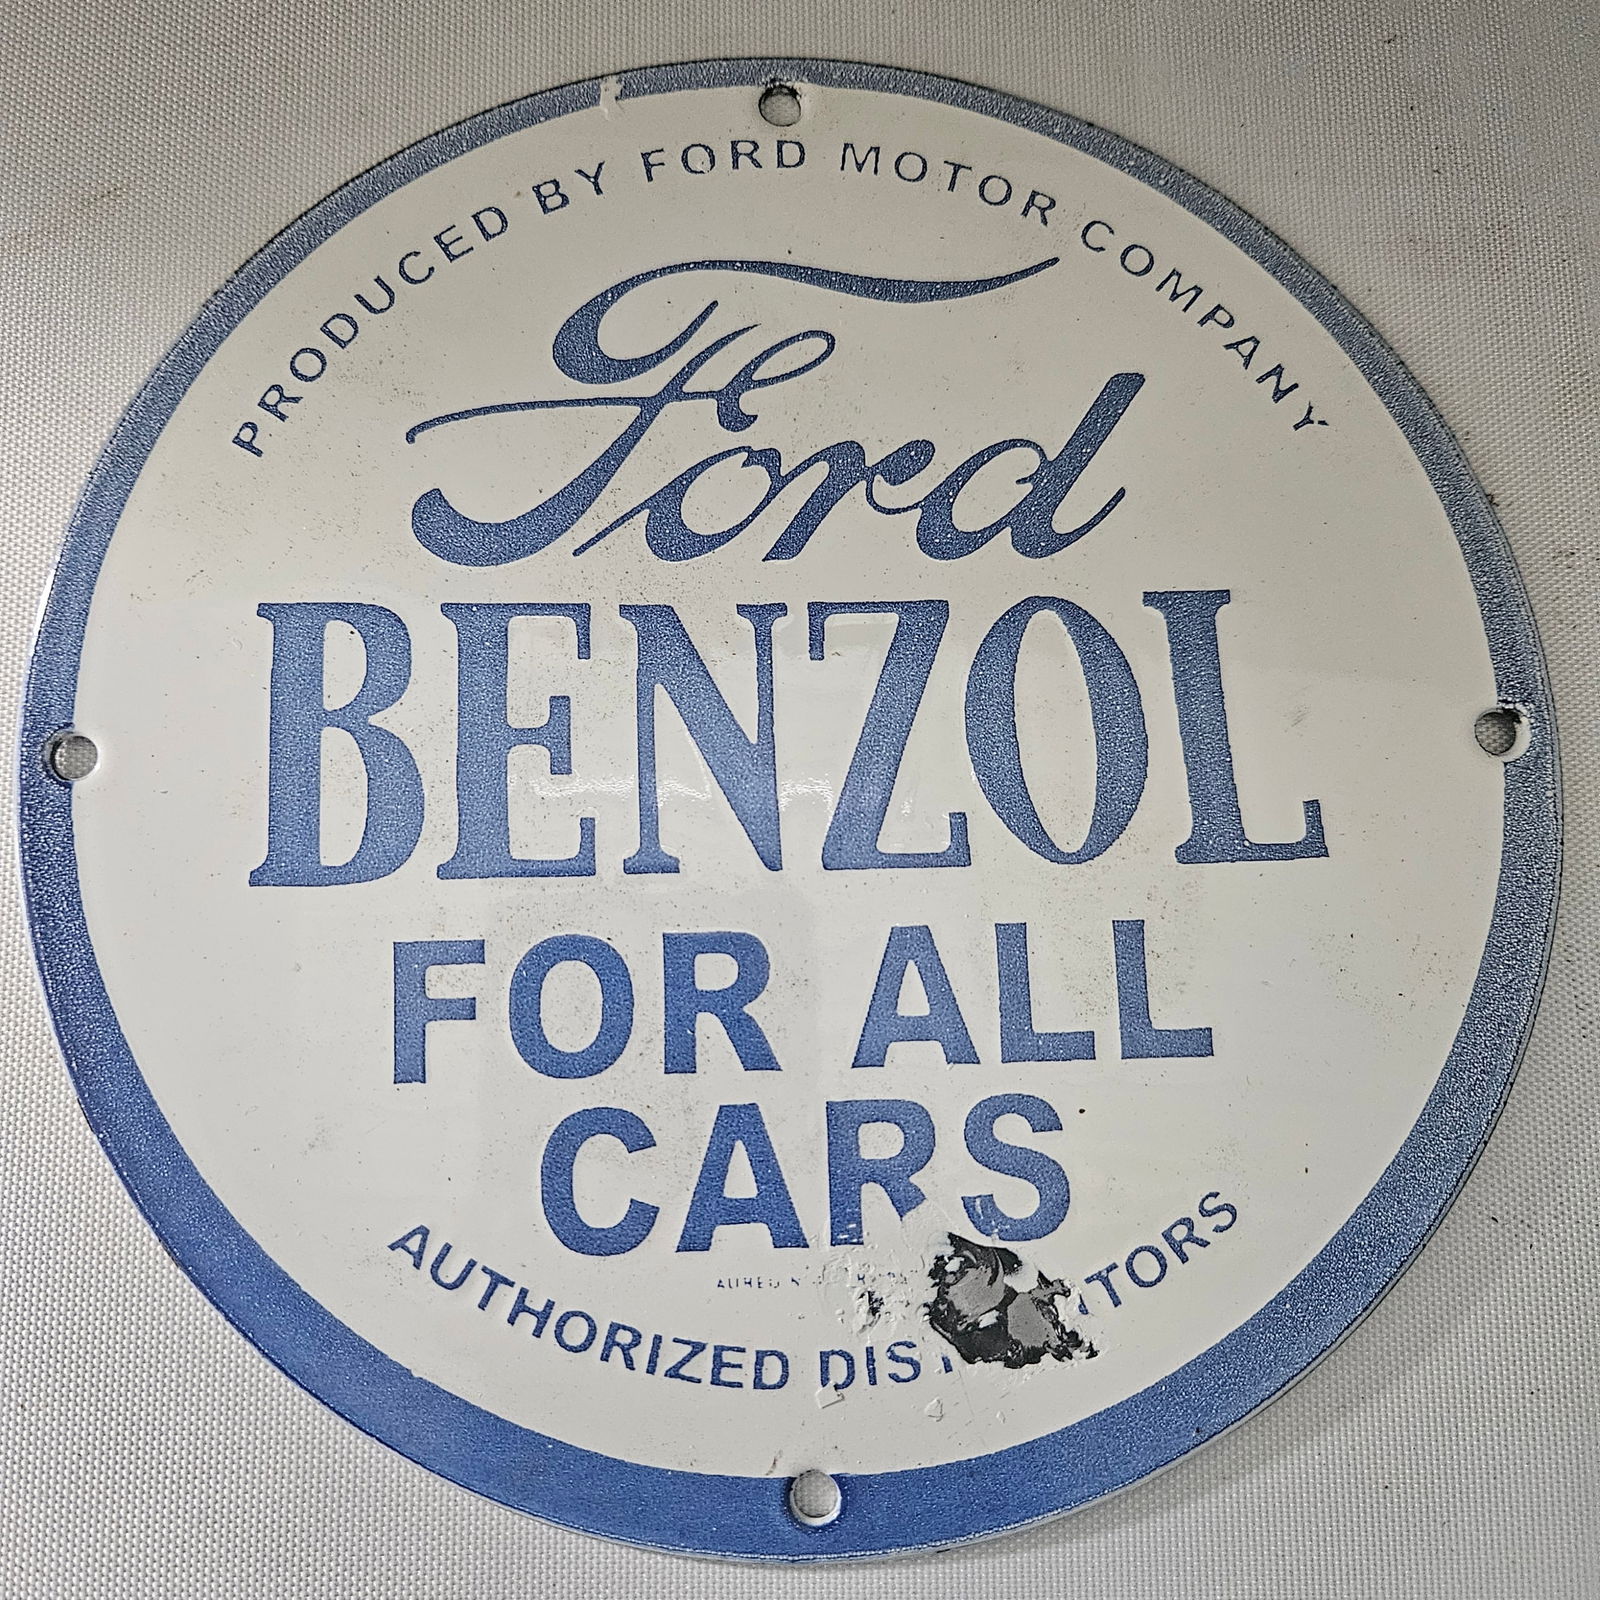 PRODUCED BY FORD MOTOR COMPANY
Ford
BENZOL
FOR ALL
CARS
AUTHORIZED